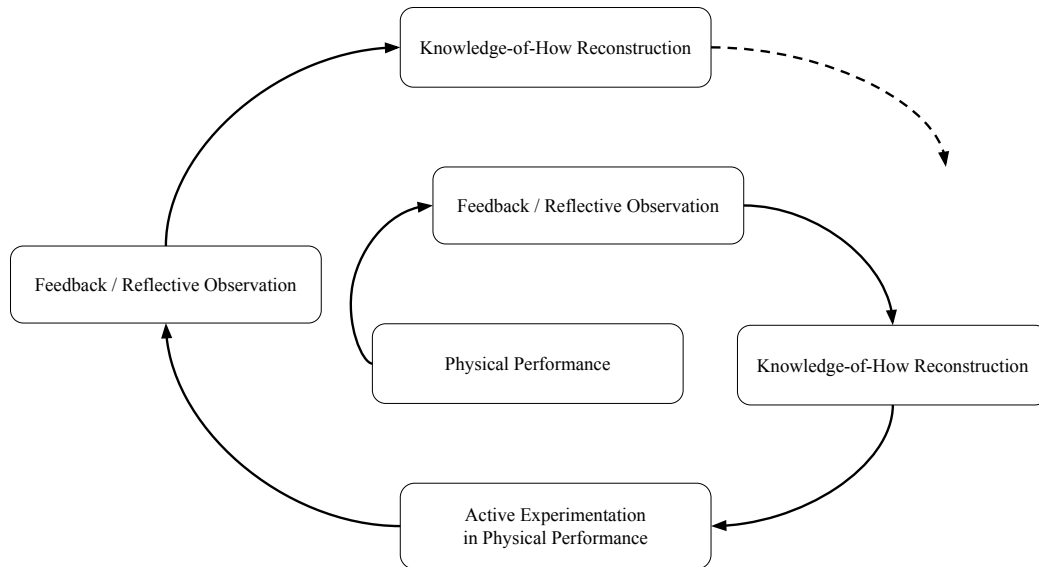 Knowledge-of-How Reconstruction
Feedback / Reflective Observation
Feedback / Reflective Observation
Physical Performance
Knowledge-of-How Reconstruction
Active Experimentation
in Physical Performance